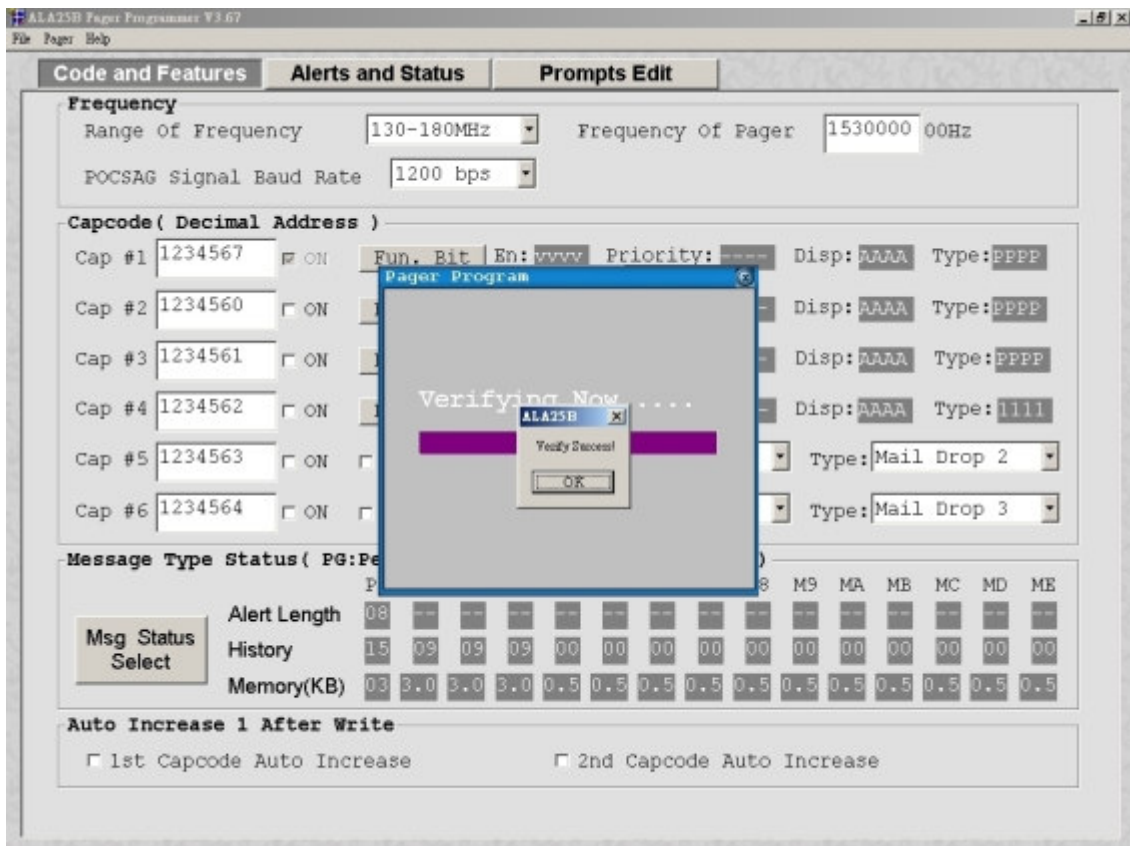 ALA25B Pager Programmer V3.67
File Pager Help
Code and Features Alerts and Status Prompts Edit
Frequency
Range Of Frequency 130-180MHz Frequency Of Pager 1530000 00Hz
POCSAG Signal Baud Rate 1200 bps
Capcode( Decimal Address )
Cap #1 1234567 ON Fun. Bit En: vvvv Priority: ---- Disp: AAAA Type: PPPP
Pager Program
Cap #2 1234560 ON Disp: AAAA Type: PPPP
Cap #3 1234561 ON Disp: AAAA Type: PPPP
Verifying Now ....
Cap #4 1234562 ON Disp: AAAA Type: 1111
ALA25B
Verify Success!
OK
Cap #5 1234563 ON Type: Mail Drop 2
Cap #6 1234564 ON Type: Mail Drop 3
Message Type Status( PG:Pe )
P 8 M9 MA MB MC MD ME
Msg Status Select
Alert Length 08 -- -- -- -- -- -- -- -- -- -- -- -- -- --
History 15 09 09 09 00 00 00 00 00 00 00 00 00 00 00
Memory(KB) 03 3.0 3.0 3.0 0.5 0.5 0.5 0.5 0.5 0.5 0.5 0.5 0.5 0.5 0.5
Auto Increase 1 After Write
1st Capcode Auto Increase 2nd Capcode Auto Increase